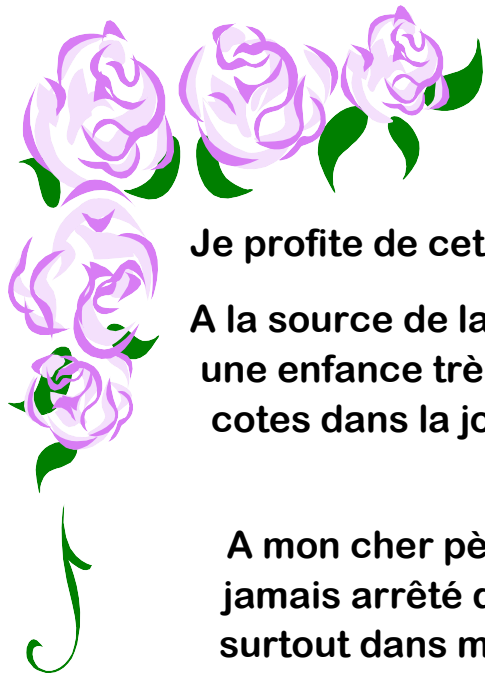 Je profite de cet
A la source de la
une enfance trè
cotes dans la jo
A mon cher pè
jamais arrêté
surtout dans m